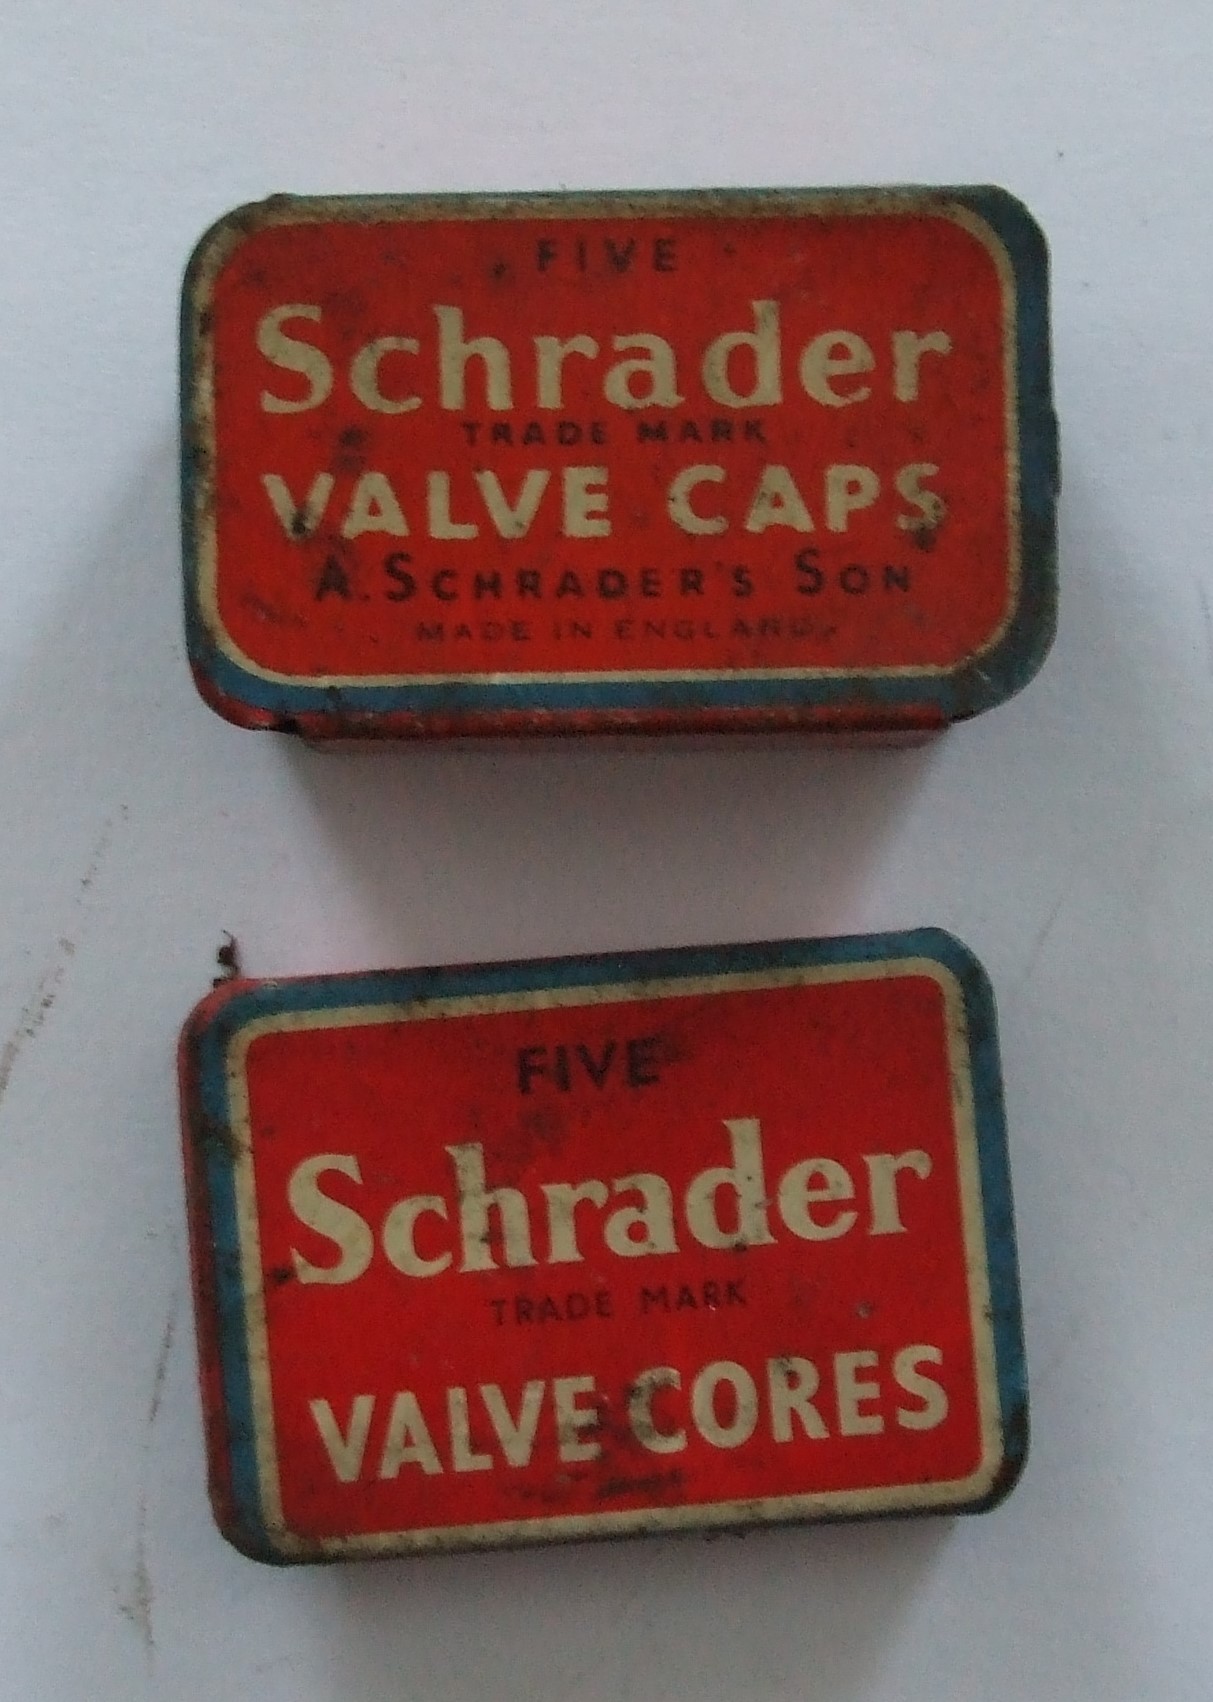 FIVE
Schrader
TRADE MARK
VALVE CAPS
A. SCHRADER'S SON
MADE IN ENGLAND
FIVE
Schrader
TRADE MARK
VALVE CORES